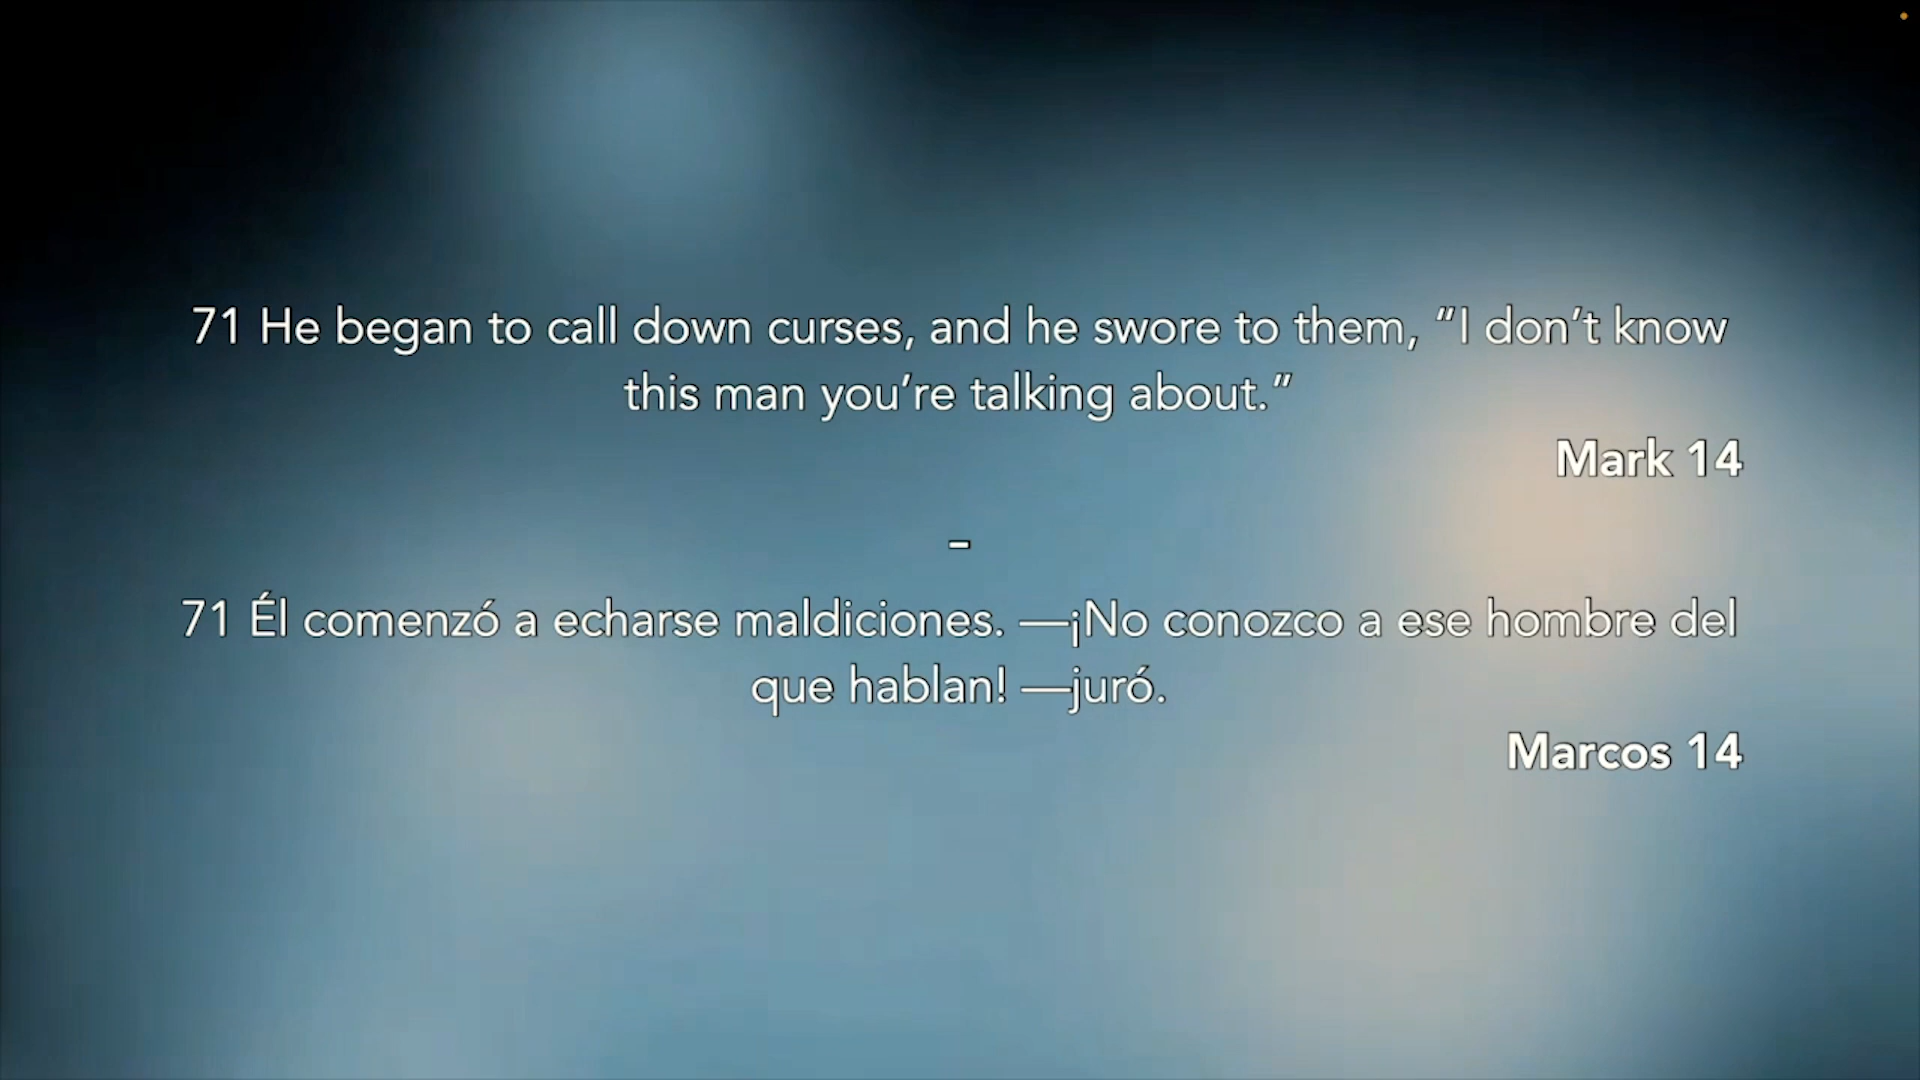 71 He began to call down curses, and he swore to them, “I don’t know
this man you’re talking about.”
Mark 14
–
71 Él comenzó a echarse maldiciones. —¡No conozco a ese hombre del
que hablan! —juró.
Marcos 14